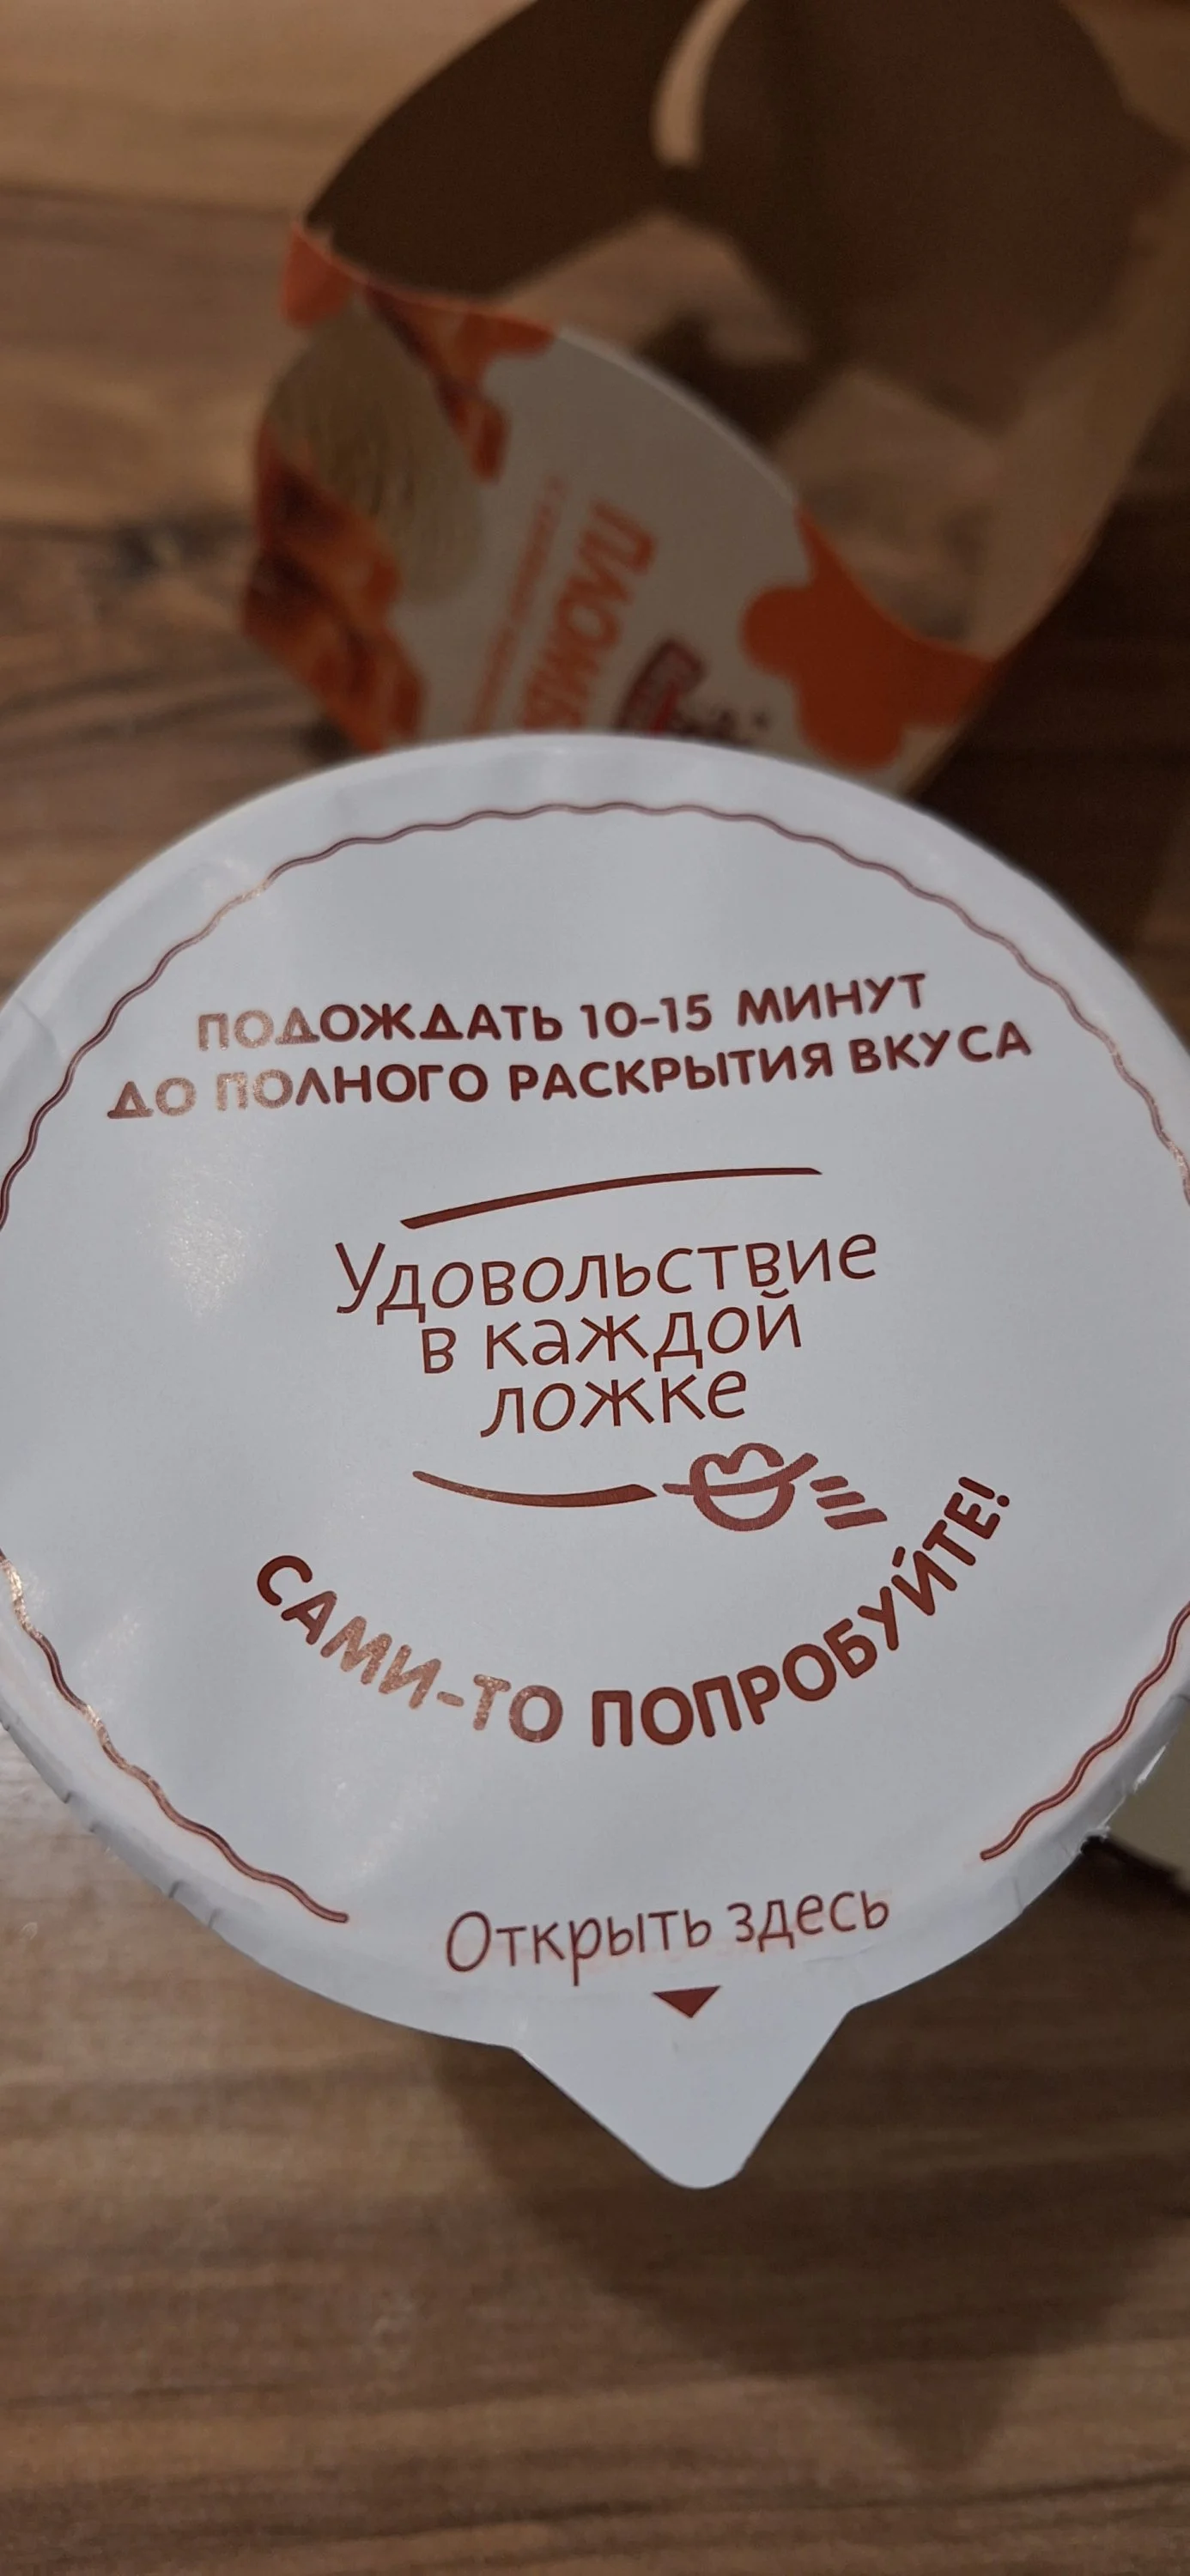 ПОДОЖДАТЬ 10-15 МИНУТ
ДО ПОЛНОГО РАСКРЫТИЯ ВКУСА
Удовольствие
в каждой
ложке
САМИ-ТО ПОПРОБУЙТЕ!
Открыть здесь